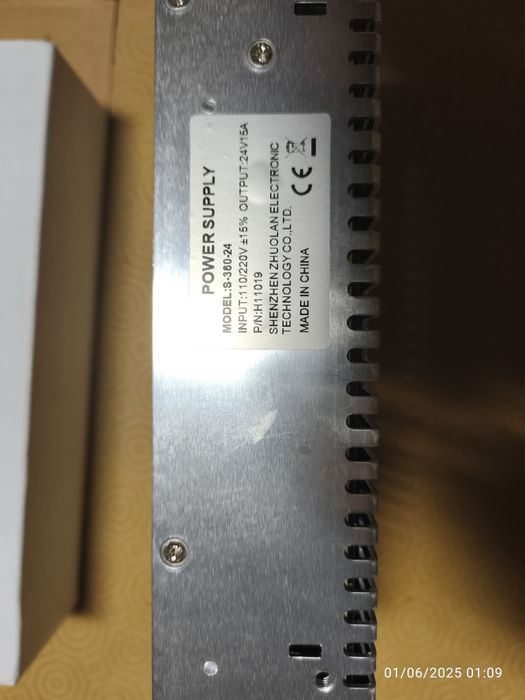 POWER SUPPLY
MODEL:S-360-24
INPUT:110/220V ±15% OUTPUT:24V15A
P/N:H11019
SHENZHEN ZHUOLAN ELECTRONIC
TECHNOLOGY CO.,LTD.
MADE IN CHINA
CE
01/06/2025 01:09